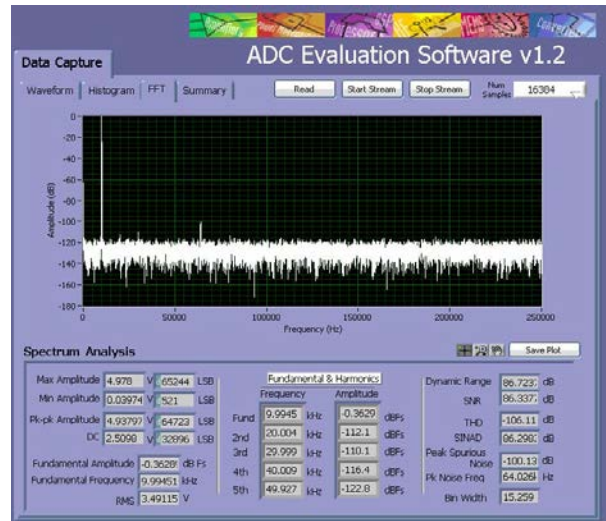 ADC Evaluation Software v1.2
Data Capture
Waveform Histogram FFT Summary Read Start Stream Stop Stream Num Samples 16384
Amplitude (dB)
0
-20
-40
-60
-80
-100
-120
-140
-160
-180
0 50000 100000 150000 200000 250000
Frequency (Hz)
Spectrum Analysis Save Plot
Max Amplitude 4.978 V 65244 LSB
Min Amplitude 0.03974 V 521 LSB
Pk-pk Amplitude 4.93797 V 64723 LSB
DC 2.5098 V 32896 LSB
Fundamental Amplitude -0.3628 dB Fs
Fundamental Frequency 9.99451 kHz
RMS 3.49115 V
Fundamental & Harmonics
Frequency Amplitude
Fund 9.9945 kHz -0.3629 dBFs
2nd 20.004 kHz -112.1 dBFs
3rd 29.999 kHz -110.1 dBFs
4th 40.009 kHz -116.4 dBFs
5th 49.927 kHz -122.8 dBFs
Dynamic Range 86.723 dB
SNR 86.337 dB
THD -106.11 dB
SINAD 86.298 dB
Peak Spurious Noise -100.13 dB
Pk Noise Freq 64.026 Hz
Bin Width 15.259